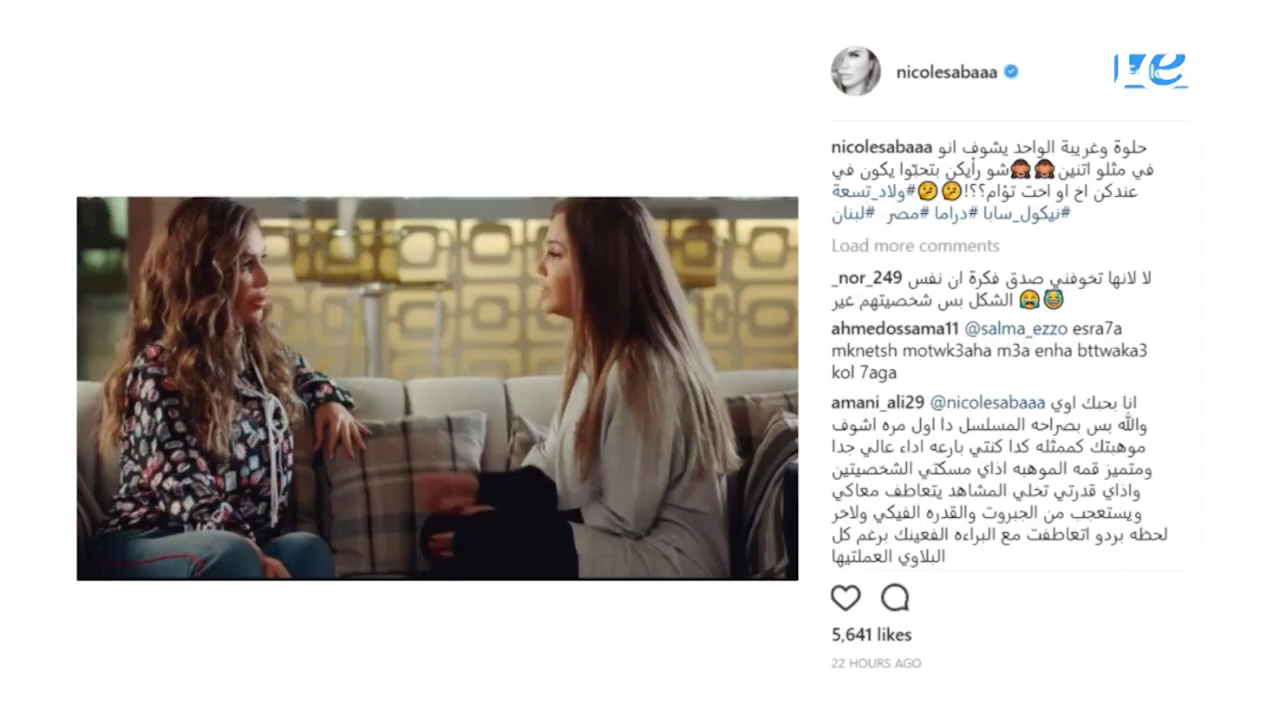 nicolesabaaa
nicolesabaaa حلوة وغريبة الواحد يشوف انو
في مثلو اتنين🙈🙈شو رأيكن بتحبّوا يكون في
عندكن اخ او اخت تؤام؟؟!🤔🤔#ولاد_تسعة
#نيكول_سابا #دراما #مصر #لبنان
Load more comments
_nor_249 لا لانها تخوفني صدق فكرة ان نفس
الشكل بس شخصيتهم غير 😭😂
ahmedossama11 @salma_ezzo esra7a
mknetsh motwk3aha m3a enha bttwaka3
kol 7aga
amani_ali29 @nicolesabaaa انا بحبك اوي
والله بس بصراحه المسلسل دا اول مره اشوف
موهبتك كممثله كدا كنتي بارعه اداء عالي جدا
ومتميز قمه الموهبه اذاي مسكتي الشخصيتين
واذاي قدرتي تخلي المشاهد يتعاطف معاكي
ويستعجب من الجبروت والقدره الفيكي ولاخر
لحظه بردو اتعاطفت مع البراءه الفعينك برغم كل
البلاوي العملتيها
5,641 likes
22 HOURS AGO